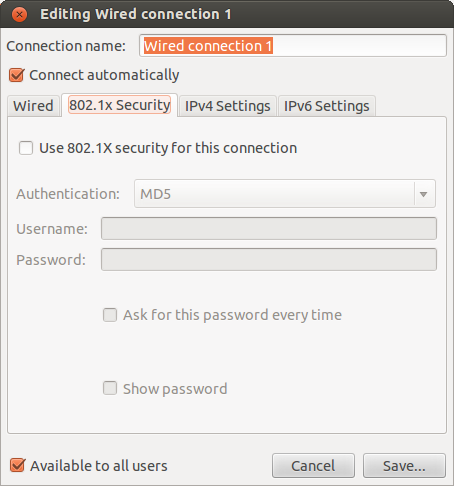 Editing Wired connection 1
Connection name: Wired connection 1
Connect automatically
Wired 802.1x Security IPv4 Settings IPv6 Settings
Use 802.1X security for this connection
Authentication: MD5
Username:
Password:
Ask for this password every time
Show password
Available to all users Cancel Save...